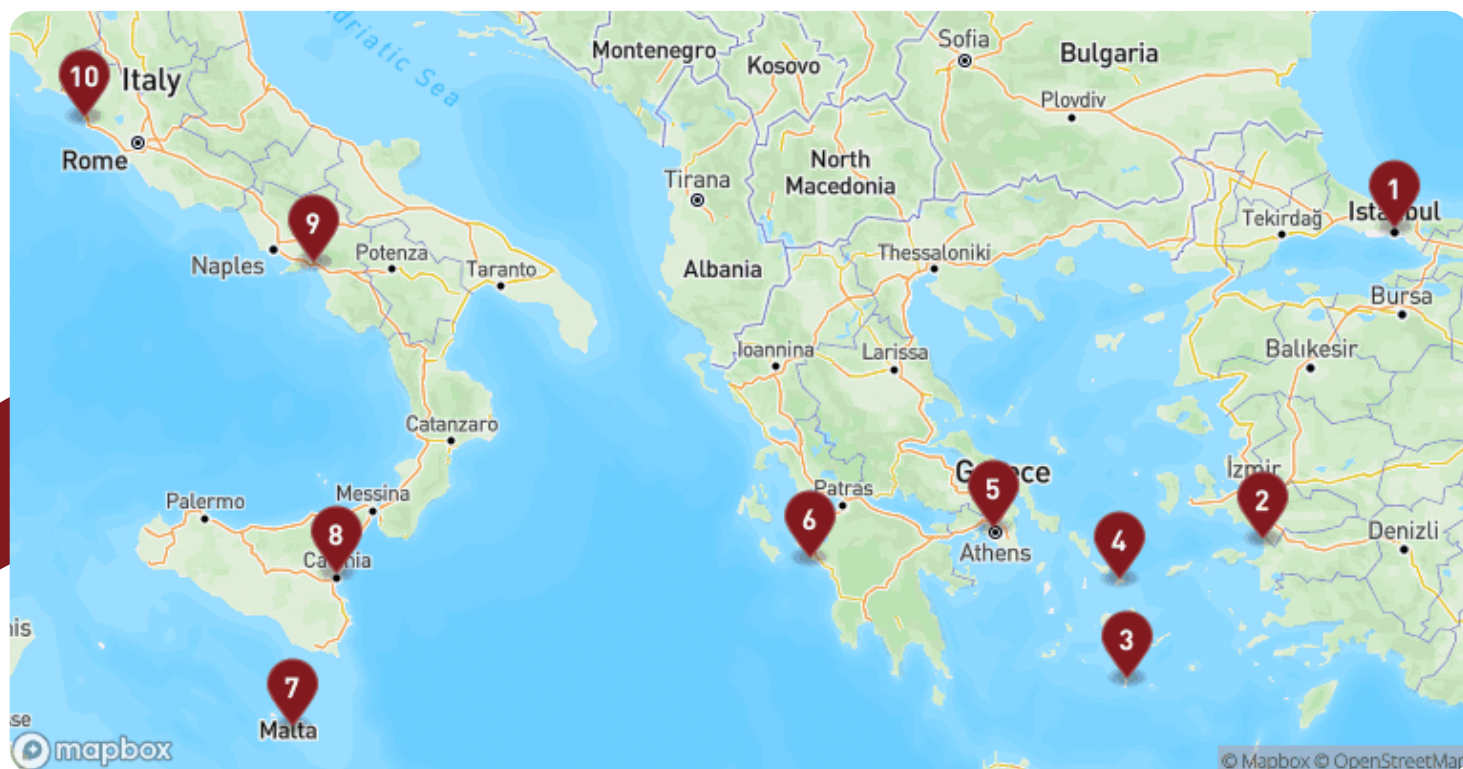 Adriatic Sea
Montenegro
Kosovo
Sofia
Bulgaria
10
Italy
Plovdiv
Rome
North
Macedonia
Tirana
1
Istanbul
Tekirdağ
9
Naples
Potenza
Taranto
Albania
Thessaloniki
Bursa
Ioannina
Larissa
Balıkesir
Catanzaro
Greece
İzmir
Palermo
Messina
Patras
5
2
6
8
Catania
Athens
4
Denizli
3
7
Malta
mapbox
© Mapbox © OpenStreetMap